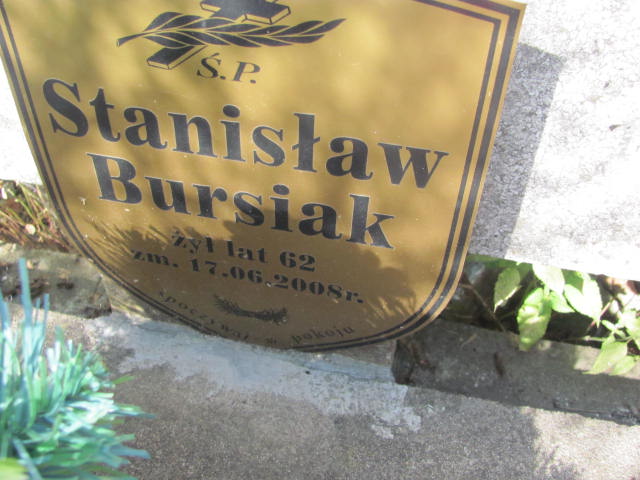 Ś.P.
Stanisław
Bursiak
żył lat 62
zm. 17.06.2008r.
spoczywaj w pokoju